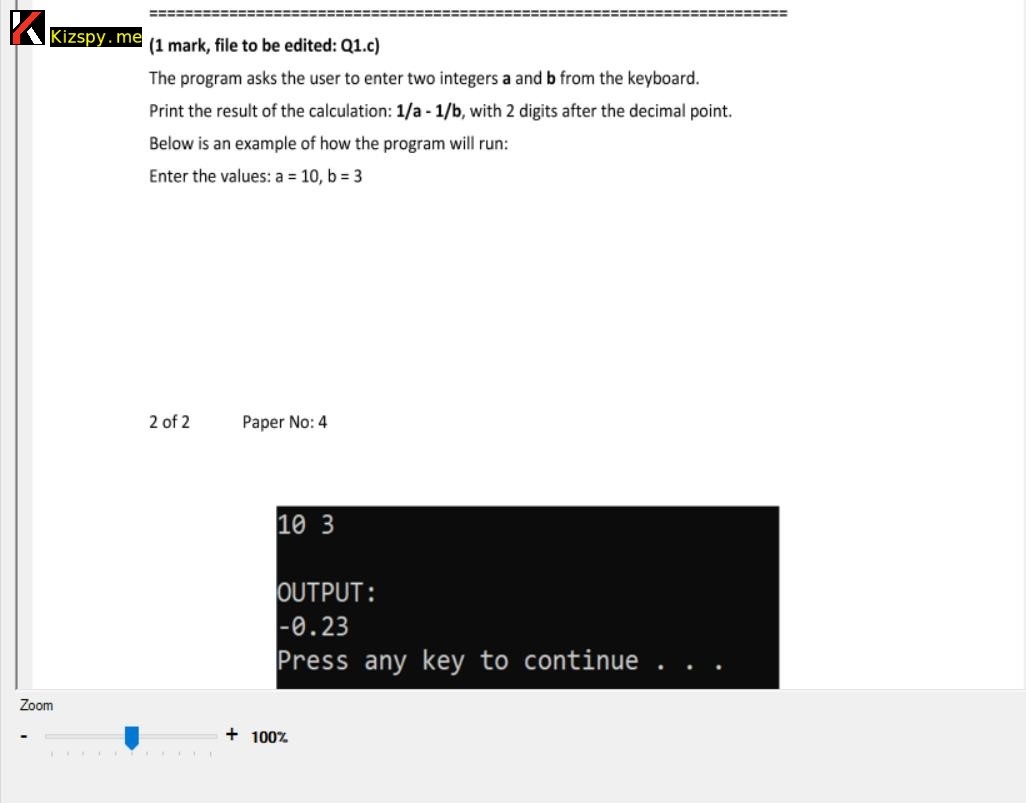 ===========================================================================
Kizspy.me
(1 mark, file to be edited: Q1.c)
The program asks the user to enter two integers a and b from the keyboard.
Print the result of the calculation: 1/a - 1/b, with 2 digits after the decimal point.
Below is an example of how the program will run:
Enter the values: a = 10, b = 3
2 of 2 Paper No: 4
10 3
OUTPUT:
-0.23
Press any key to continue . . .
Zoom
- + 100%